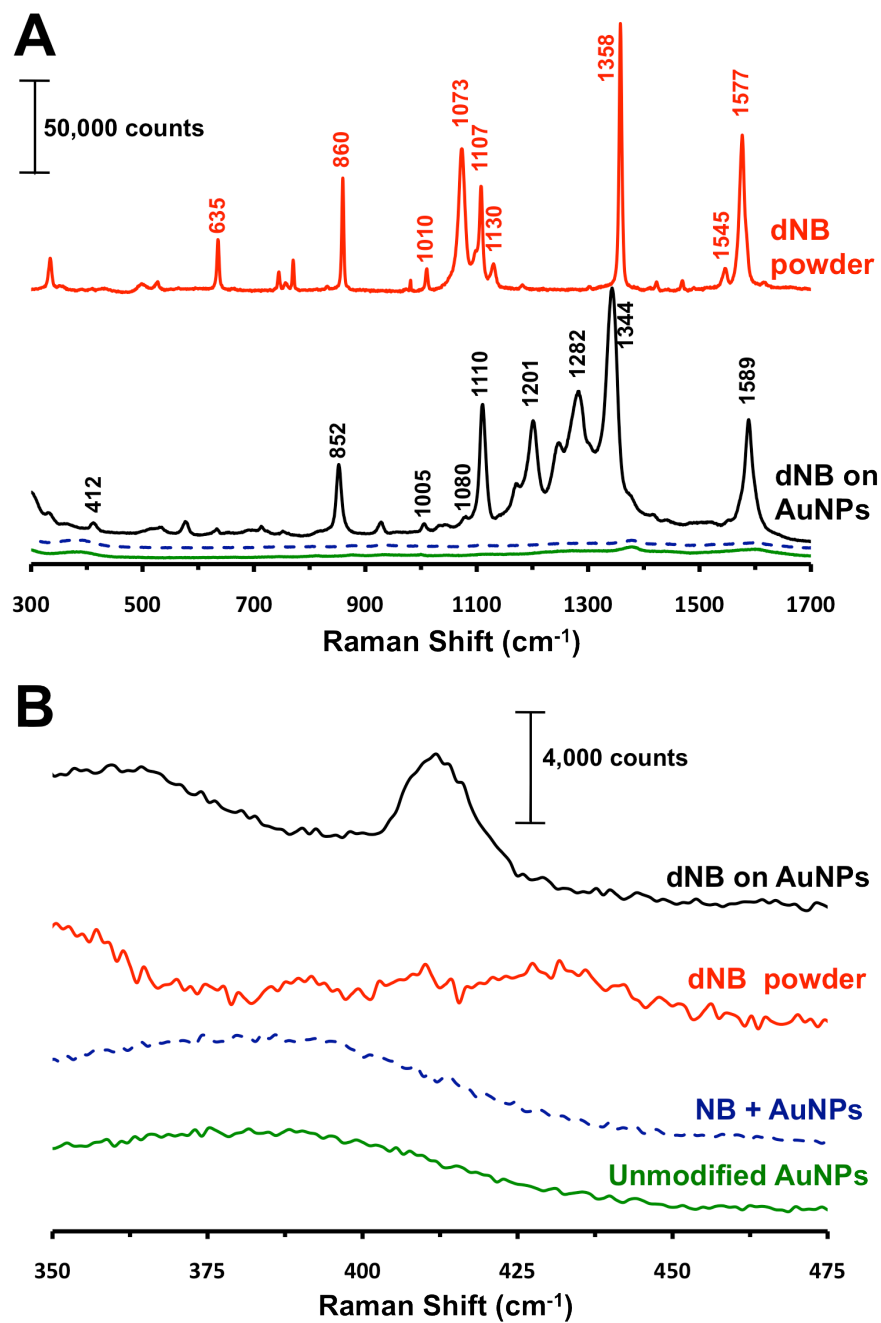 A
50,000 counts
635
860
1010
1073
1107
1130
1358
1545
1577
dNB
powder
412
852
1005
1080
1110
1201
1282
1344
1589
dNB on
AuNPs
300 500 700 900 1100 1300 1500 1700
Raman Shift (cm-1)
B
4,000 counts
dNB on AuNPs
dNB powder
NB + AuNPs
Unmodified AuNPs
350 375 400 425 450 475
Raman Shift (cm-1)